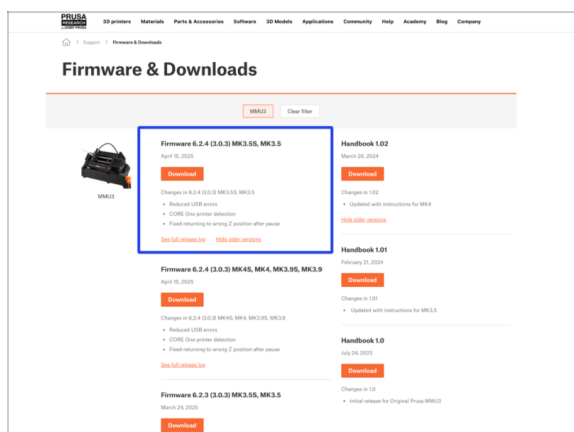 PRUSA
RESEARCH
by JOSEF PRUSA
3D printers Materials Parts & Accessories Software 3D Models Applications Community Help Academy Blog Company
Support > Firmware & Downloads
Firmware & Downloads
MMU3 Clear filter
MMU3
Firmware 6.2.4 (3.0.3) MK3.5S, MK3.5
April 15, 2025
Download
Changes in 6.2.4 (3.0.3) MK3.5S, MK3.5
• Reduced USB errors
• CORE One printer detection
• Fixed returning to wrong Z position after pause
See full release log Hide older versions
Firmware 6.2.4 (3.0.3) MK4S, MK4, MK3.9S, MK3.9
April 15, 2025
Download
Changes in 6.2.4 (3.0.3) MK4S, MK4, MK3.9S, MK3.9
• Reduced USB errors
• CORE One printer detection
• Fixed returning to wrong Z position after pause
See full release log
Firmware 6.2.3 (3.0.3) MK3.5S, MK3.5
March 24, 2025
Download
Handbook 1.02
March 26, 2024
Download
Changes in 1.02
• Updated with instructions for MK4
Hide older versions
Handbook 1.01
February 21, 2024
Download
Changes in 1.01
• Updated with instructions for MK3.5
Handbook 1.0
July 24, 2023
Download
Changes in 1.0
• Initial release for Original Prusa MMU3